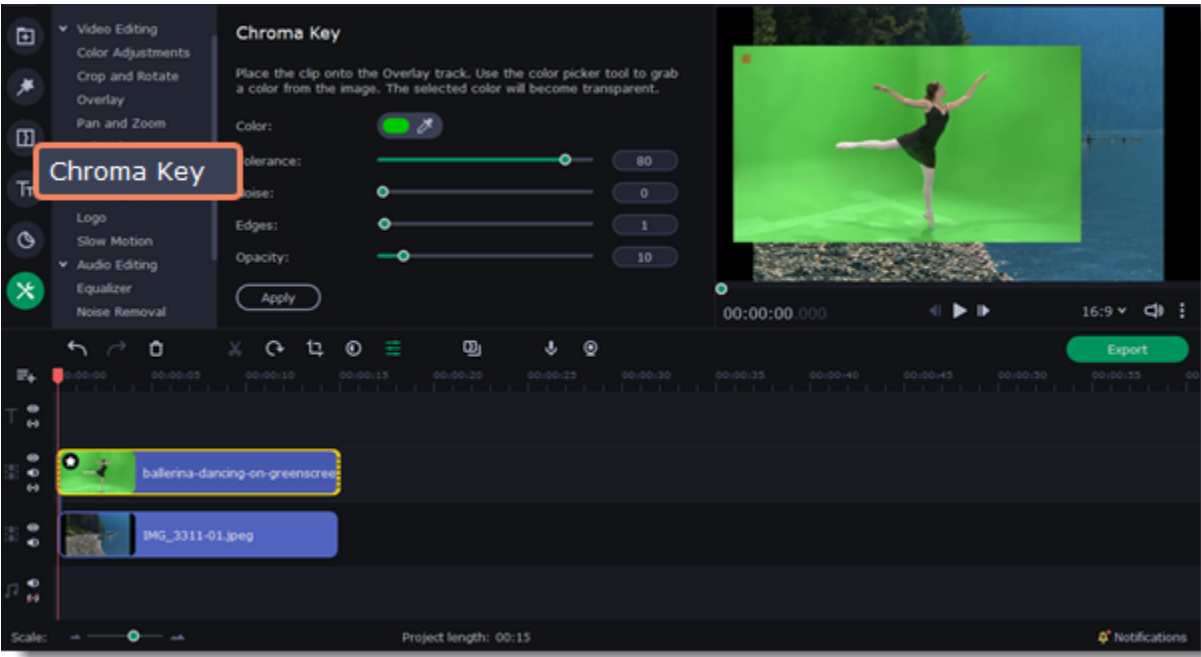 Video Editing
Color Adjustments
Crop and Rotate
Overlay
Pan and Zoom
Chroma Key
Logo
Slow Motion
Audio Editing
Equalizer
Noise Removal
Chroma Key
Place the clip onto the Overlay track. Use the color picker tool to grab
a color from the image. The selected color will become transparent.
Color:
80
0
Edges:
1
Opacity:
10
Apply
00:00:00.000
16:9
Export
00:00:05
00:00:10
00:00:15
00:00:20
00:00:25
00:00:30
00:00:35
00:00:40
00:00:45
00:00:50
00:00:55
ballerina-dancing-on-greenscree
IMG_3311-01.jpeg
Scale:
Project length: 00:15
Notifications